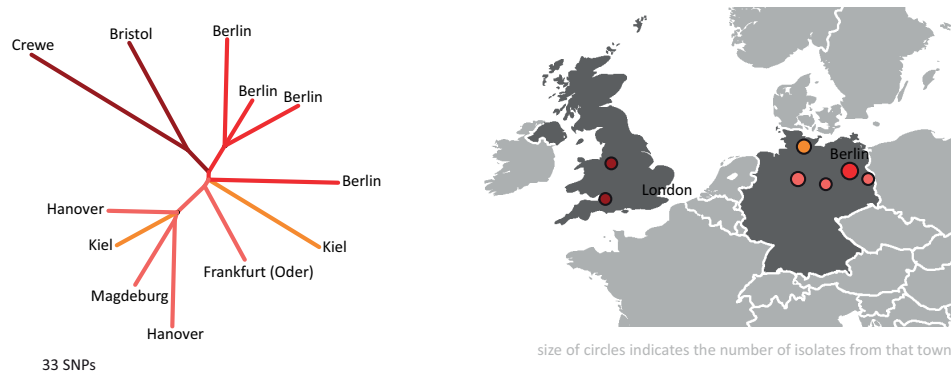 Crewe
Bristol
Berlin
Berlin
Berlin
Berlin
Hanover
Kiel
Kiel
Frankfurt (Oder)
Magdeburg
Hanover
33 SNPs
Berlin
London
size of circles indicates the number of isolates from that town